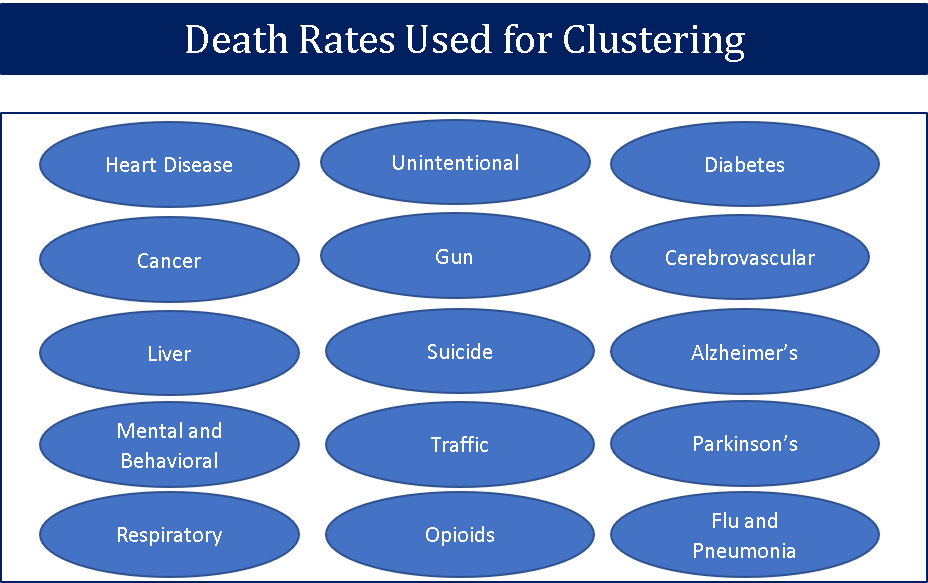 Death Rates Used for Clustering
Heart Disease
Unintentional
Diabetes
Cancer
Gun
Cerebrovascular
Liver
Suicide
Alzheimer’s
Mental and
Behavioral
Traffic
Parkinson’s
Respiratory
Opioids
Flu and
Pneumonia